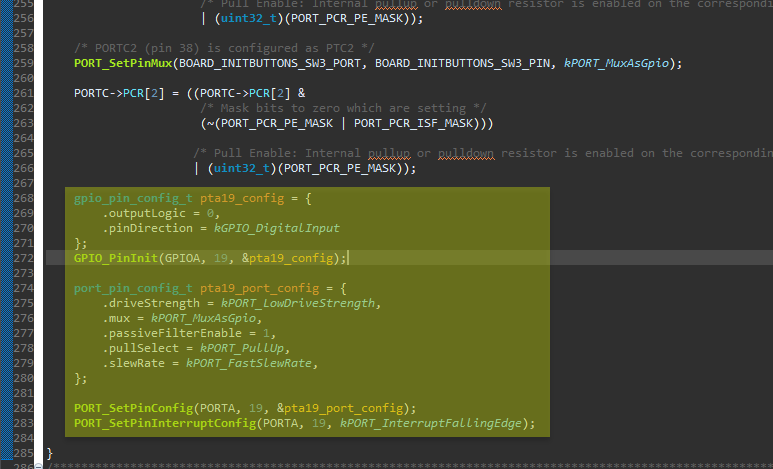 255 /* Pull Enable: Internal pullup or pulldown resistor is enabled on the corresponding
256 | (uint32_t)(PORT_PCR_PE_MASK));
257
258 /* PORTC2 (pin 38) is configured as PTC2 */
259 PORT_SetPinMux(BOARD_INITBUTTONS_SW3_PORT, BOARD_INITBUTTONS_SW3_PIN, kPORT_MuxAsGpio);
260
261 PORTC->PCR[2] = ((PORTC->PCR[2] &
262 /* Mask bits to zero which are setting */
263 (~(PORT_PCR_PE_MASK | PORT_PCR_ISF_MASK)))
264
265 /* Pull Enable: Internal pullup or pulldown resistor is enabled on the correspondin
266 | (uint32_t)(PORT_PCR_PE_MASK));
267
268 gpio_pin_config_t pta19_config = {
269 .outputLogic = 0,
270 .pinDirection = kGPIO_DigitalInput
271 };
272 GPIO_PinInit(GPIOA, 19, &pta19_config);
273
274 port_pin_config_t pta19_port_config = {
275 .driveStrength = kPORT_LowDriveStrength,
276 .mux = kPORT_MuxAsGpio,
277 .passiveFilterEnable = 1,
278 .pullSelect = kPORT_PullUp,
279 .slewRate = kPORT_FastSlewRate,
280 };
281
282 PORT_SetPinConfig(PORTA, 19, &pta19_port_config);
283 PORT_SetPinInterruptConfig(PORTA, 19, kPORT_InterruptFallingEdge);
284
285 }
286 /***********************************************************************